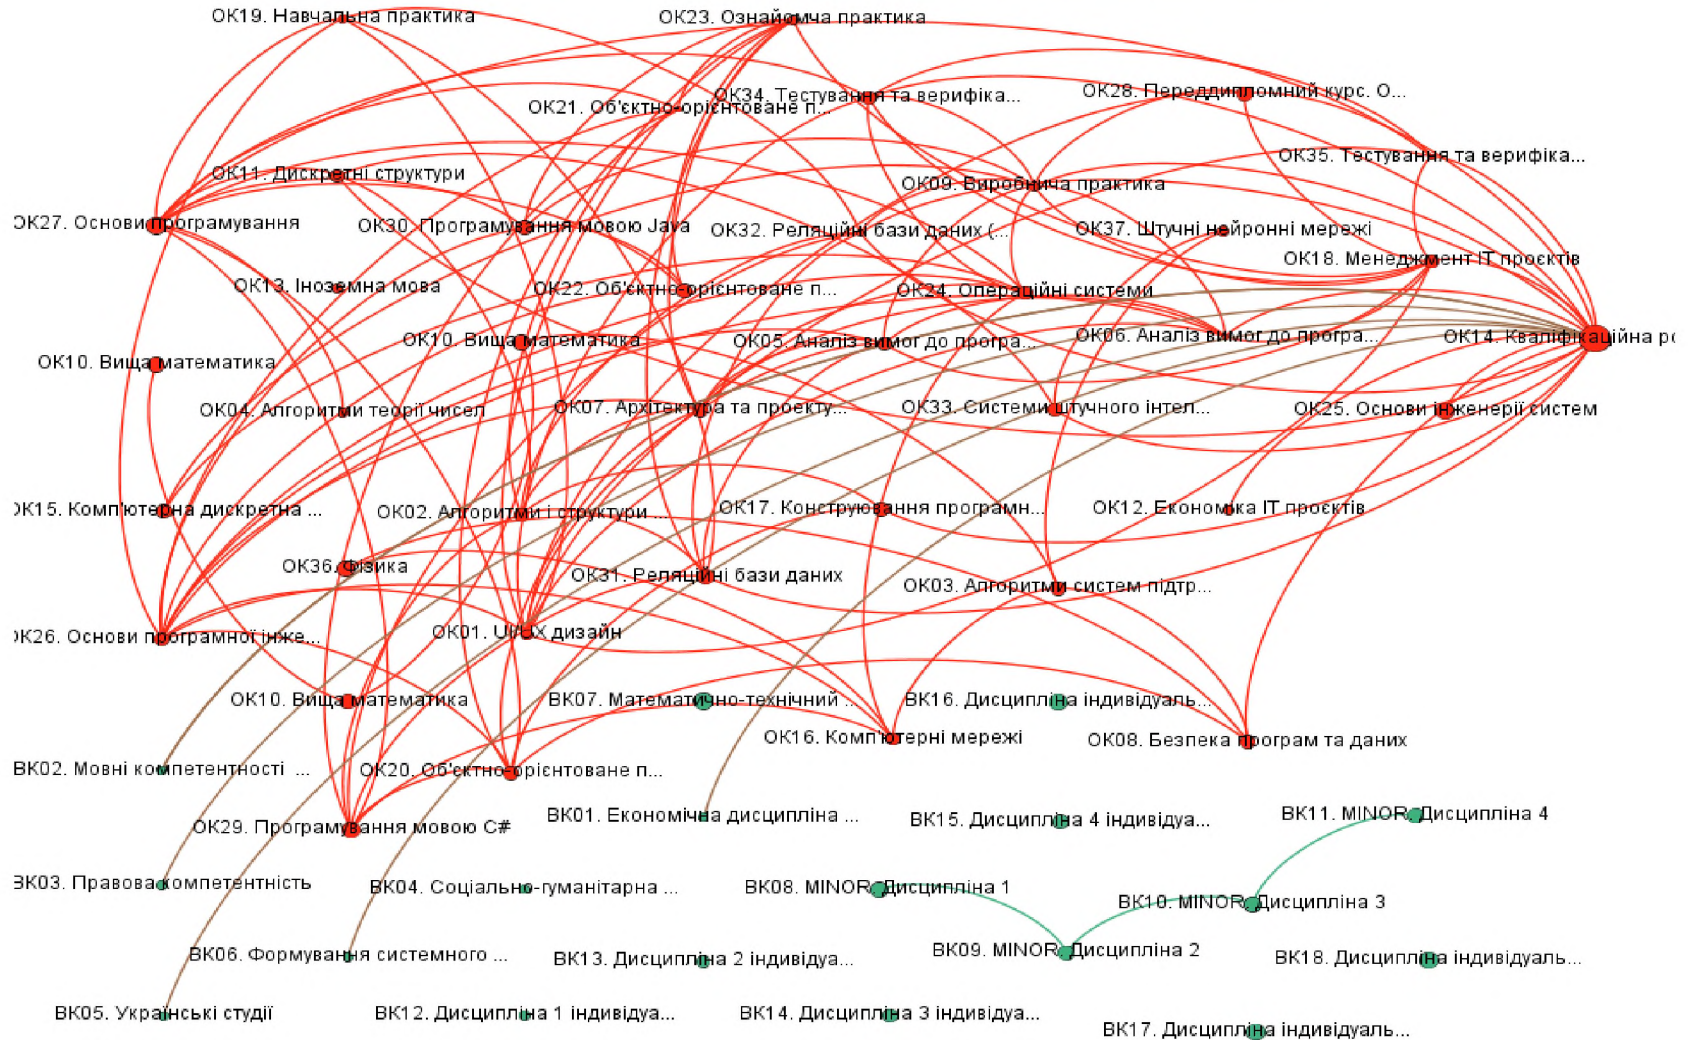 ОК19. Навчальна практика
ОК23. Ознайомча практика
ОК34. Тестування та верифіка...
ОК28. Переддипломний курс. О...
ОК21. Об'єктно-орієнтоване п...
ОК35. Тестування та верифіка...
ОК11. Дискретні структури
ОК09. Виробнича практика
ОК27. Основи програмування
ОК30. Програмування мовою Java
ОК32. Реляційні бази даних (...
ОК37. Штучні нейронні мережі
ОК18. Менеджмент ІТ проєктів
ОК13. Іноземна мова
ОК22. Об'єктно-орієнтоване п...
ОК24. Операційні системи
ОК10. Вища математика
ОК05. Аналіз вимог до програ...
ОК06. Аналіз вимог до програ...
ОК14. Кваліфікаційна рс
ОК10. Вища математика
ОК04. Алгоритми теорії чисел
ОК07. Архітектура та проекту...
ОК33. Системи штучного інтел...
ОК25. Основи інженерії систем
ОК15. Комп'ютерна дискретна ...
ОК02. Алгоритми і структури ...
ОК17. Конструювання програмн...
ОК12. Економіка ІТ проєктів
ОК36. Фізика
ОК31. Реляційні бази даних
ОК03. Алгоритми систем підтр...
ОК26. Основи програмної інже...
ОК01. UI/UX дизайн
ОК10. Вища математика
ВК07. Математично-технічний ...
ВК16. Дисципліна індивідуаль...
ОК16. Комп'ютерні мережі
ОК08. Безпека програм та даних
ВК02. Мовні компетентності ...
ОК20. Об'єктно-орієнтоване п...
ВК01. Економічна дисципліна ...
ВК15. Дисципліна 4 індивідуа...
ВК11. MINOR. Дисципліна 4
ОК29. Програмування мовою C#
ВК03. Правова компетентність
ВК04. Соціально-гуманітарна ...
ВК08. MINOR. Дисципліна 1
ВК10. MINOR. Дисципліна 3
ВК06. Формування системного ...
ВК13. Дисципліна 2 індивідуа...
ВК09. MINOR. Дисципліна 2
ВК18. Дисципліна індивідуаль...
ВК05. Українські студії
ВК12. Дисципліна 1 індивідуа...
ВК14. Дисципліна 3 індивідуа...
ВК17. Дисципліна індивідуаль...